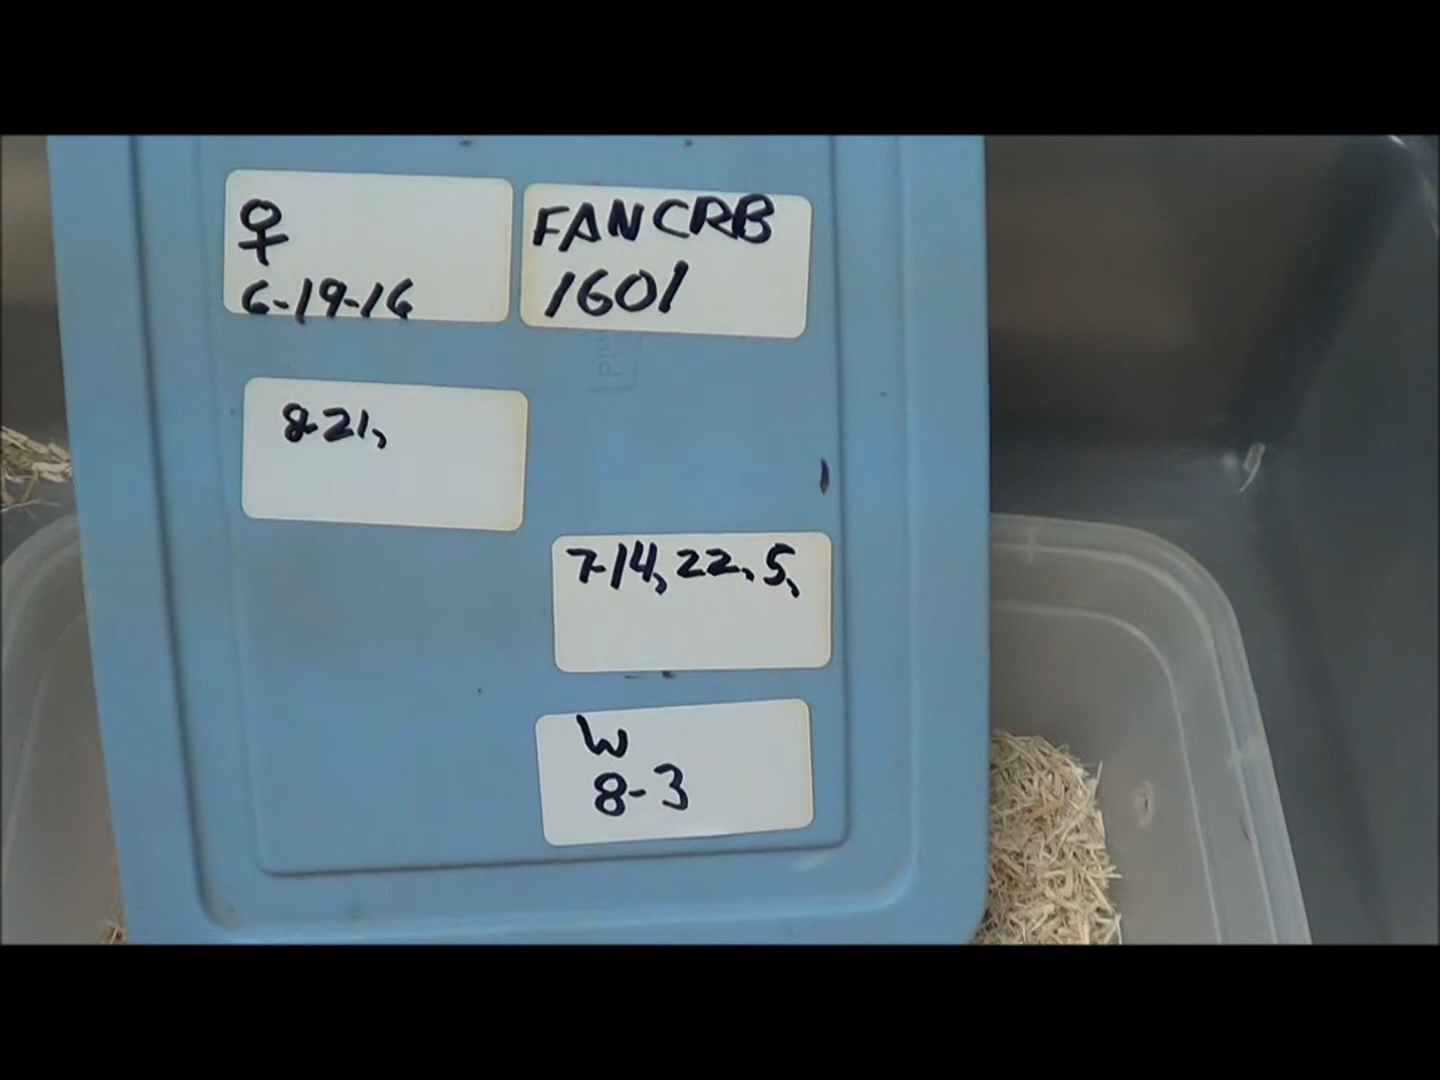 ♀
6-19-16
FANCRB
1601
8-21,
7-14, 22, 5,
W
8-3